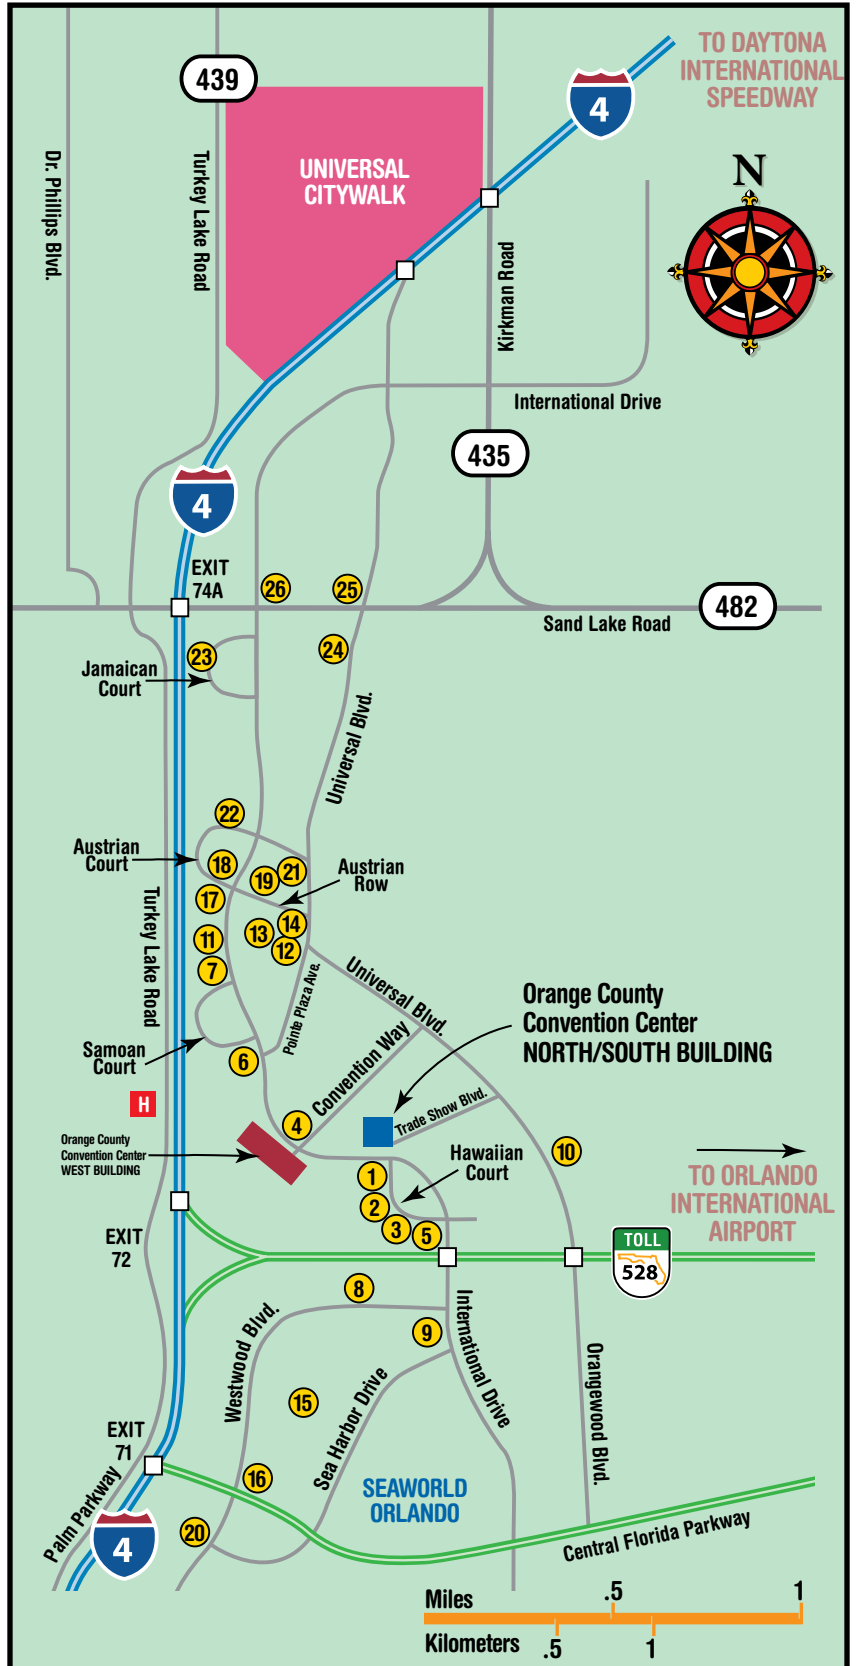 TO DAYTONA
INTERNATIONAL
SPEEDWAY
439
4
UNIVERSAL
CITYWALK
N
Dr. Phillips Blvd.
Turkey Lake Road
Kirkman Road
International Drive
435
4
EXIT
74A
26
25
482
Sand Lake Road
23
24
Jamaican
Court
Universal Blvd.
22
Austrian
Court
18
19
21
Austrian
Row
17
14
13
11
12
7
Turkey Lake Road
Pointe Plaza Ave.
Universal Blvd.
Orange County
Convention Center
NORTH/SOUTH BUILDING
Samoan
Court
6
Convention Way
H
4
Trade Show Blvd.
Orange County
Convention Center
WEST BUILDING
Hawaiian
Court
10
1
2
3
5
TO ORLANDO
INTERNATIONAL
AIRPORT
EXIT
72
TOLL
528
8
9
Westwood Blvd.
International Drive
Orangewood Blvd.
15
Sea Harbor Drive
EXIT
71
16
SEAWORLD
ORLANDO
Palm Parkway
20
4
Central Florida Parkway
Miles .5 1
Kilometers .5 1